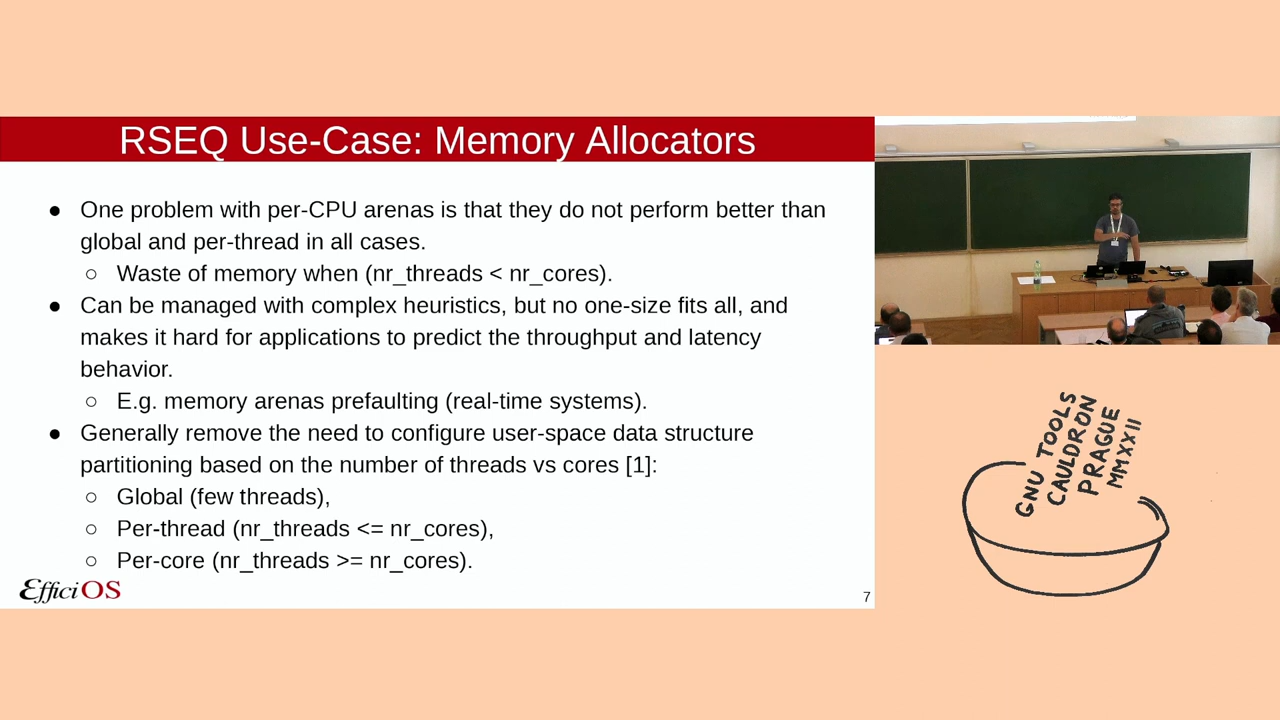 RSEQ Use-Case: Memory Allocators
● One problem with per-CPU arenas is that they do not perform better than
global and per-thread in all cases.
○ Waste of memory when (nr_threads < nr_cores).
● Can be managed with complex heuristics, but no one-size fits all, and
makes it hard for applications to predict the throughput and latency
behavior.
○ E.g. memory arenas prefaulting (real-time systems).
● Generally remove the need to configure user-space data structure
partitioning based on the number of threads vs cores [1]:
○ Global (few threads),
○ Per-thread (nr_threads <= nr_cores),
○ Per-core (nr_threads >= nr_cores).
EfficiOS
7
GNU TOOLS
CAULDRON
PRAGUE
MMXXII